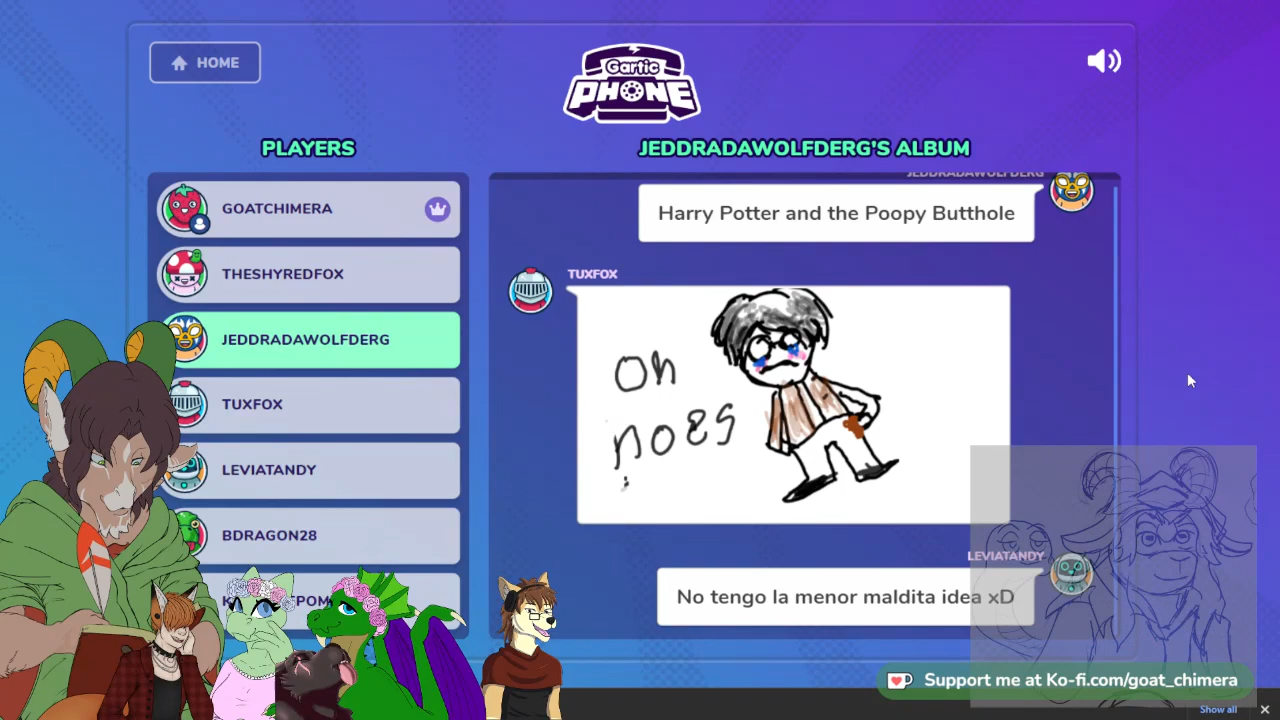 HOME
Gartic
PHONE
PLAYERS
JEDDRADAWOLFDERG'S ALBUM
GOATCHIMERA
THESHYREDFOX
JEDDRADAWOLFDERG
TUXFOX
LEVIATANDY
BDRAGON28
JEDDRADAWOLFDERG
Harry Potter and the Poopy Butthole
TUXFOX
Oh
noes
LEVIATANDY
No tengo la menor maldita idea xD
Support me at Ko-fi.com/goat_chimera
Show all